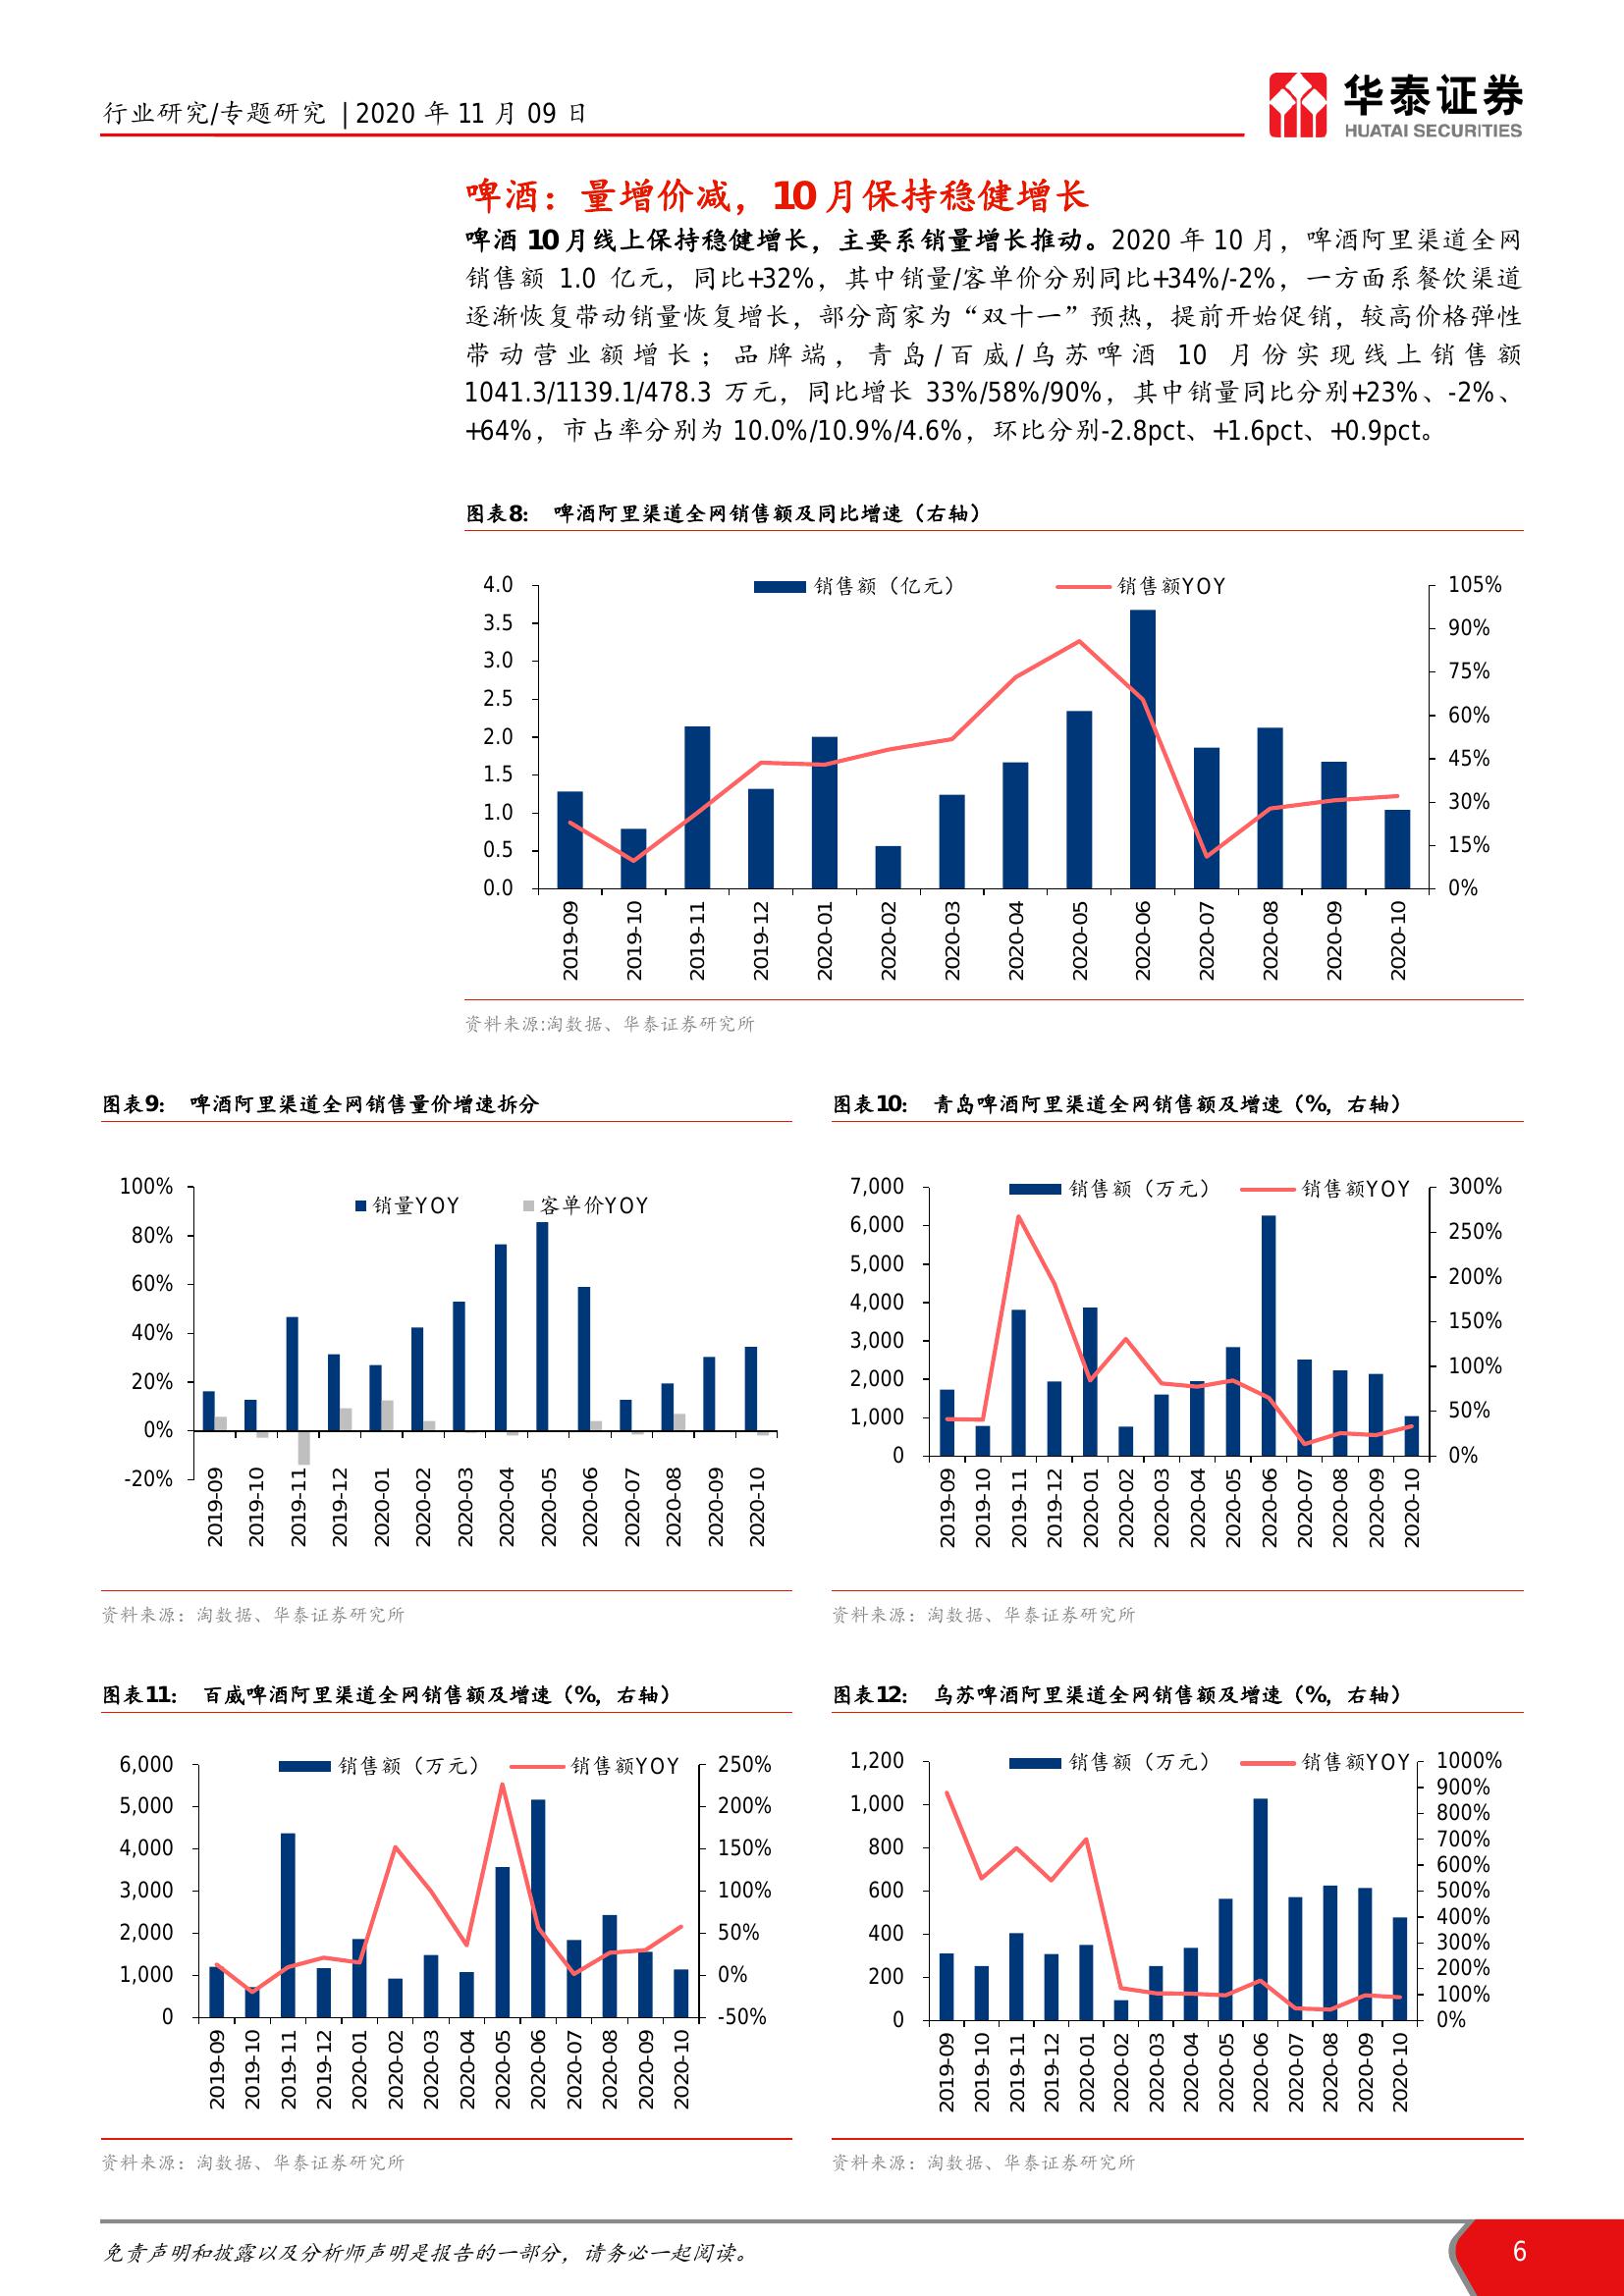 行业研究/专题研究 | 2020 年 11 月 09 日
华泰证券
HUATAI SECURITIES
啤酒：量增价减，10 月保持稳健增长
啤酒 10 月线上保持稳健增长，主要系销量增长推动。2020 年 10 月，啤酒阿里渠道全网
销售额 1.0 亿元，同比+32%，其中销量/客单价分别同比+34%/-2%，一方面系餐饮渠道
逐渐恢复带动销量恢复增长，部分商家为“双十一”预热，提前开始促销，较高价格弹性
带动营业额增长；品牌端，青岛/百威/乌苏啤酒 10 月份实现线上销售额
1041.3/1139.1/478.3 万元，同比增长 33%/58%/90%，其中销量同比分别+23%、-2%、
+64%，市占率分别为 10.0%/10.9%/4.6%，环比分别-2.8pct、+1.6pct、+0.9pct。
图表8： 啤酒阿里渠道全网销售额及同比增速（右轴）
销售额（亿元） 销售额YOY
4.0 105%
3.5 90%
3.0 75%
2.5 60%
2.0 45%
1.5 30%
1.0 15%
0.5 0%
0.0
2019-09 2019-10 2019-11 2019-12 2020-01 2020-02 2020-03 2020-04 2020-05 2020-06 2020-07 2020-08 2020-09 2020-10
资料来源:淘数据、华泰证券研究所
图表9： 啤酒阿里渠道全网销售量价增速拆分
销量YOY 客单价YOY
100%
80%
60%
40%
20%
0%
-20%
2019-09 2019-10 2019-11 2019-12 2020-01 2020-02 2020-03 2020-04 2020-05 2020-06 2020-07 2020-08 2020-09 2020-10
资料来源：淘数据、华泰证券研究所
图表10： 青岛啤酒阿里渠道全网销售额及增速（%，右轴）
销售额（万元） 销售额YOY
7,000 300%
6,000 250%
5,000 200%
4,000 150%
3,000 100%
2,000 50%
1,000 0%
0
2019-09 2019-10 2019-11 2019-12 2020-01 2020-02 2020-03 2020-04 2020-05 2020-06 2020-07 2020-08 2020-09 2020-10
资料来源：淘数据、华泰证券研究所
图表11： 百威啤酒阿里渠道全网销售额及增速（%，右轴）
销售额（万元） 销售额YOY
6,000 250%
5,000 200%
4,000 150%
3,000 100%
2,000 50%
1,000 0%
0 -50%
2019-09 2019-10 2019-11 2019-12 2020-01 2020-02 2020-03 2020-04 2020-05 2020-06 2020-07 2020-08 2020-09 2020-10
资料来源：淘数据、华泰证券研究所
图表12： 乌苏啤酒阿里渠道全网销售额及增速（%，右轴）
销售额（万元） 销售额YOY
1,200 1000%
1,000 900%
800 800%
600 700%
400 600%
200 500%
0 400%
300%
200%
100%
0%
2019-09 2019-10 2019-11 2019-12 2020-01 2020-02 2020-03 2020-04 2020-05 2020-06 2020-07 2020-08 2020-09 2020-10
资料来源：淘数据、华泰证券研究所
免责声明和披露以及分析师声明是报告的一部分，请务必一起阅读。
6